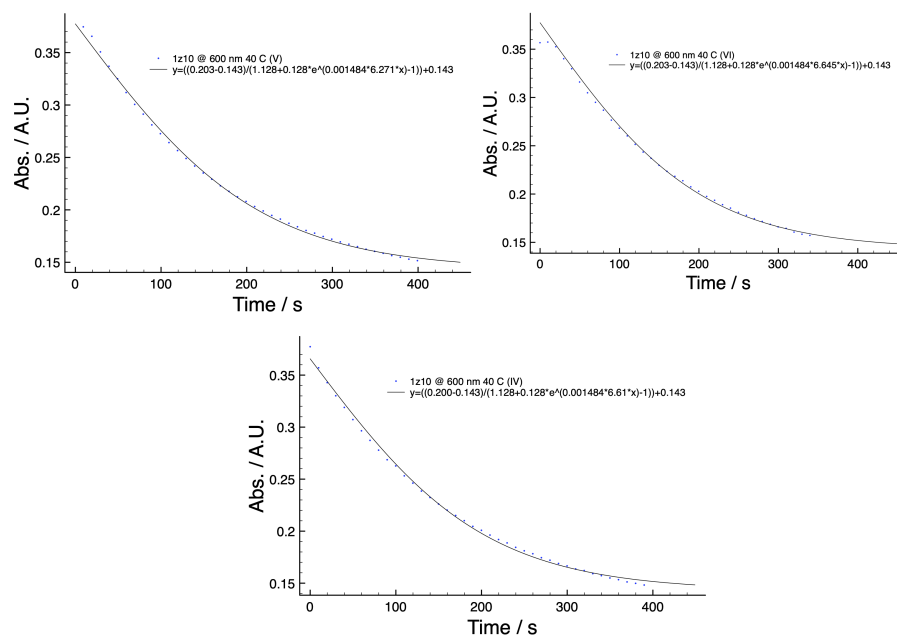 0.35
0.3
0.25
0.2
0.15
Abs. / A.U.
1z10 @ 600 nm 40 C (V)
y=((0.203-0.143)/(1.128+0.128*e^(0.001484*6.271*x)-1))+0.143
0 100 200 300 400
Time / s
0.35
0.3
0.25
0.2
0.15
Abs. / A.U.
1z10 @ 600 nm 40 C (VI)
y=((0.203-0.143)/(1.128+0.128*e^(0.001484*6.645*x)-1))+0.143
0 100 200 300 400
Time / s
0.35
0.3
0.25
0.2
0.15
Abs. / A.U.
1z10 @ 600 nm 40 C (IV)
y=((0.200-0.143)/(1.128+0.128*e^(0.001484*6.61*x)-1))+0.143
0 100 200 300 400
Time / s